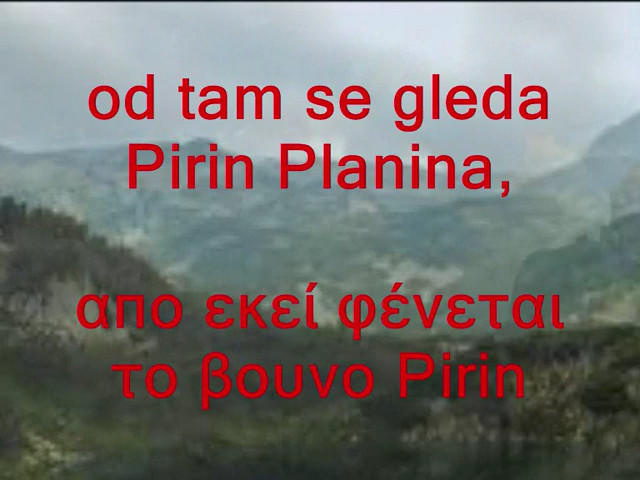 od tam se gleda
Pirin Planina,
απο εκεί φένεται
το βουνο Pirin